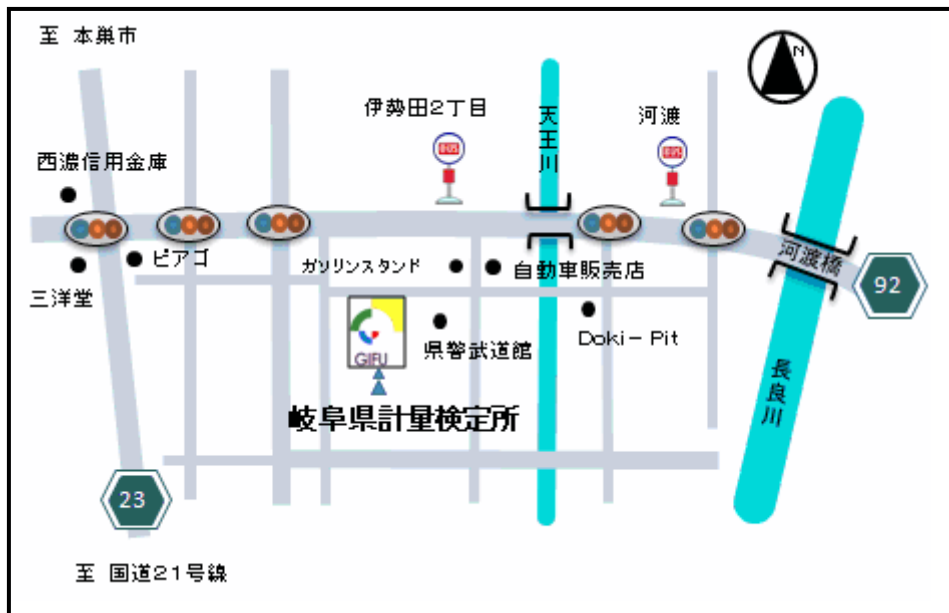 至 本巣市
N
伊勢田2丁目
天王川
河渡
BUS
BUS
西濃信用金庫
ピアゴ
ガソリンスタンド
自動車販売店
河渡橋
92
三洋堂
GIFU
県警武道館
Doki-Pit
長良川
岐阜県計量検定所
23
至 国道21号線